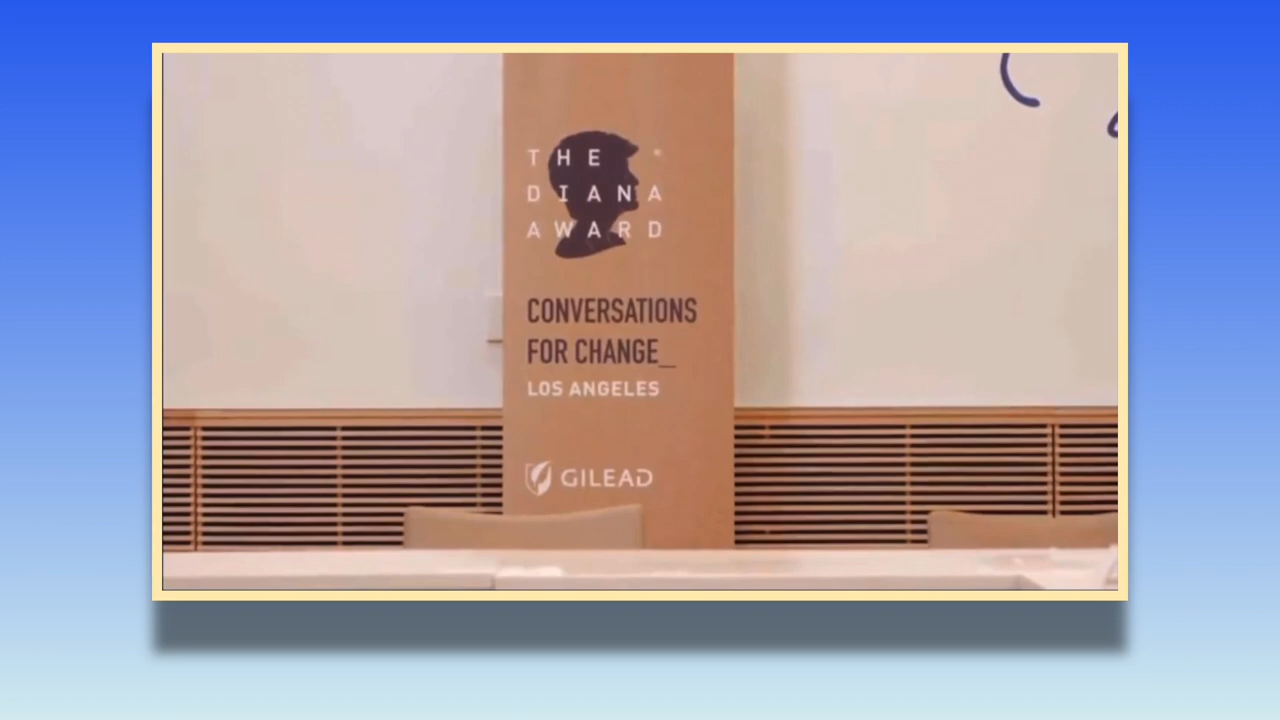 THE
DIANA
AWARD
CONVERSATIONS
FOR CHANGE_
LOS ANGELES
GILEAD